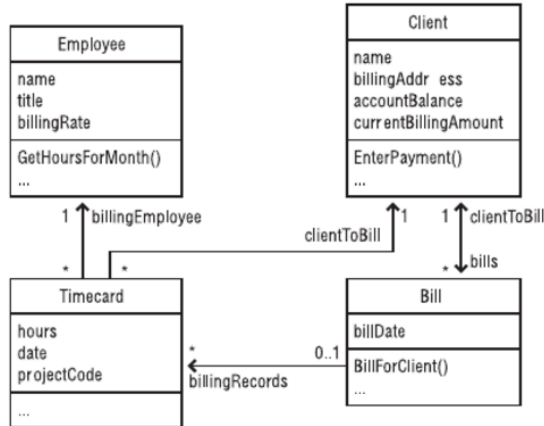 Employee
name
title
billingRate
GetHoursForMonth()
...
Client
name
billingAddr ess
accountBalance
currentBillingAmount
EnterPayment()
...
1 billingEmployee
*
clientToBill
1
*
1 clientToBill
* bills
Timecard
hours
date
projectCode
...
* 0..1
billingRecords
Bill
billDate
BillForClient()
...